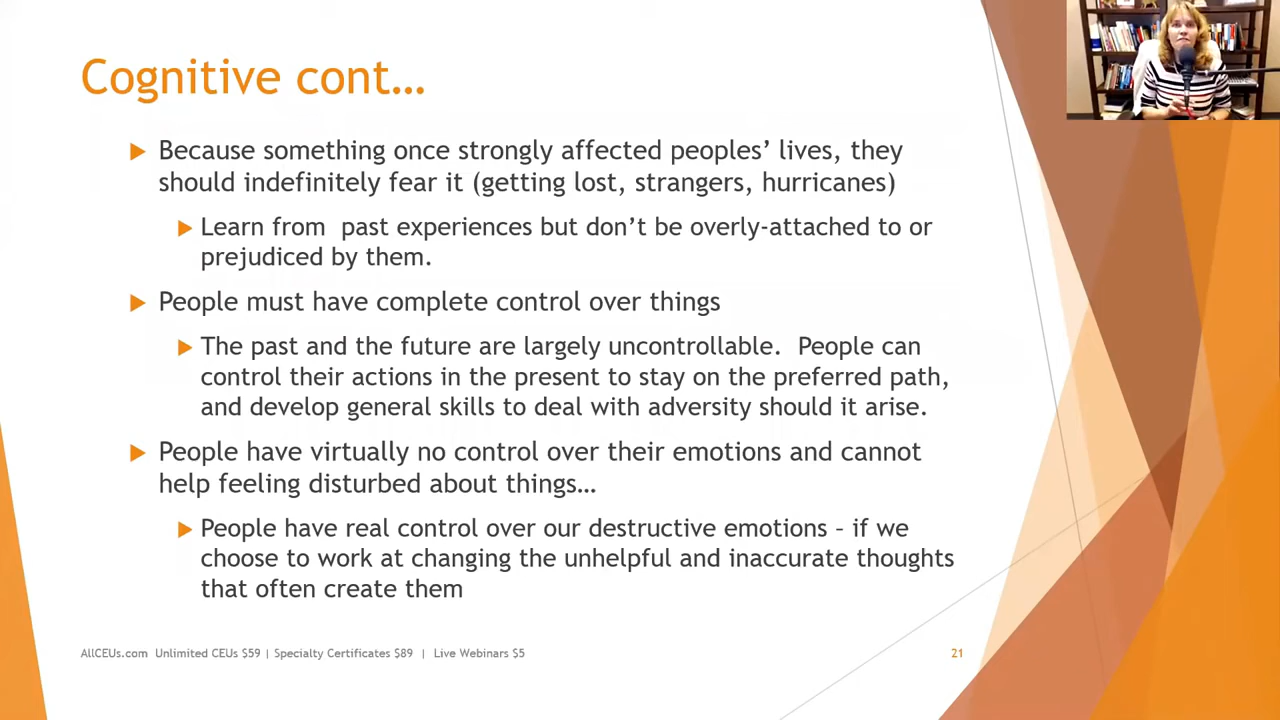 Cognitive cont…
Because something once strongly affected peoples’ lives, they
should indefinitely fear it (getting lost, strangers, hurricanes)
Learn from  past experiences but don’t be overly-attached to or
prejudiced by them.
People must have complete control over things
The past and the future are largely uncontrollable.  People can
control their actions in the present to stay on the preferred path,
and develop general skills to deal with adversity should it arise.
People have virtually no control over their emotions and cannot
help feeling disturbed about things…
People have real control over our destructive emotions – if we
choose to work at changing the unhelpful and inaccurate thoughts
that often create them
AllCEUs.com  Unlimited CEUs $59 | Specialty Certificates $89  |  Live Webinars $5
21